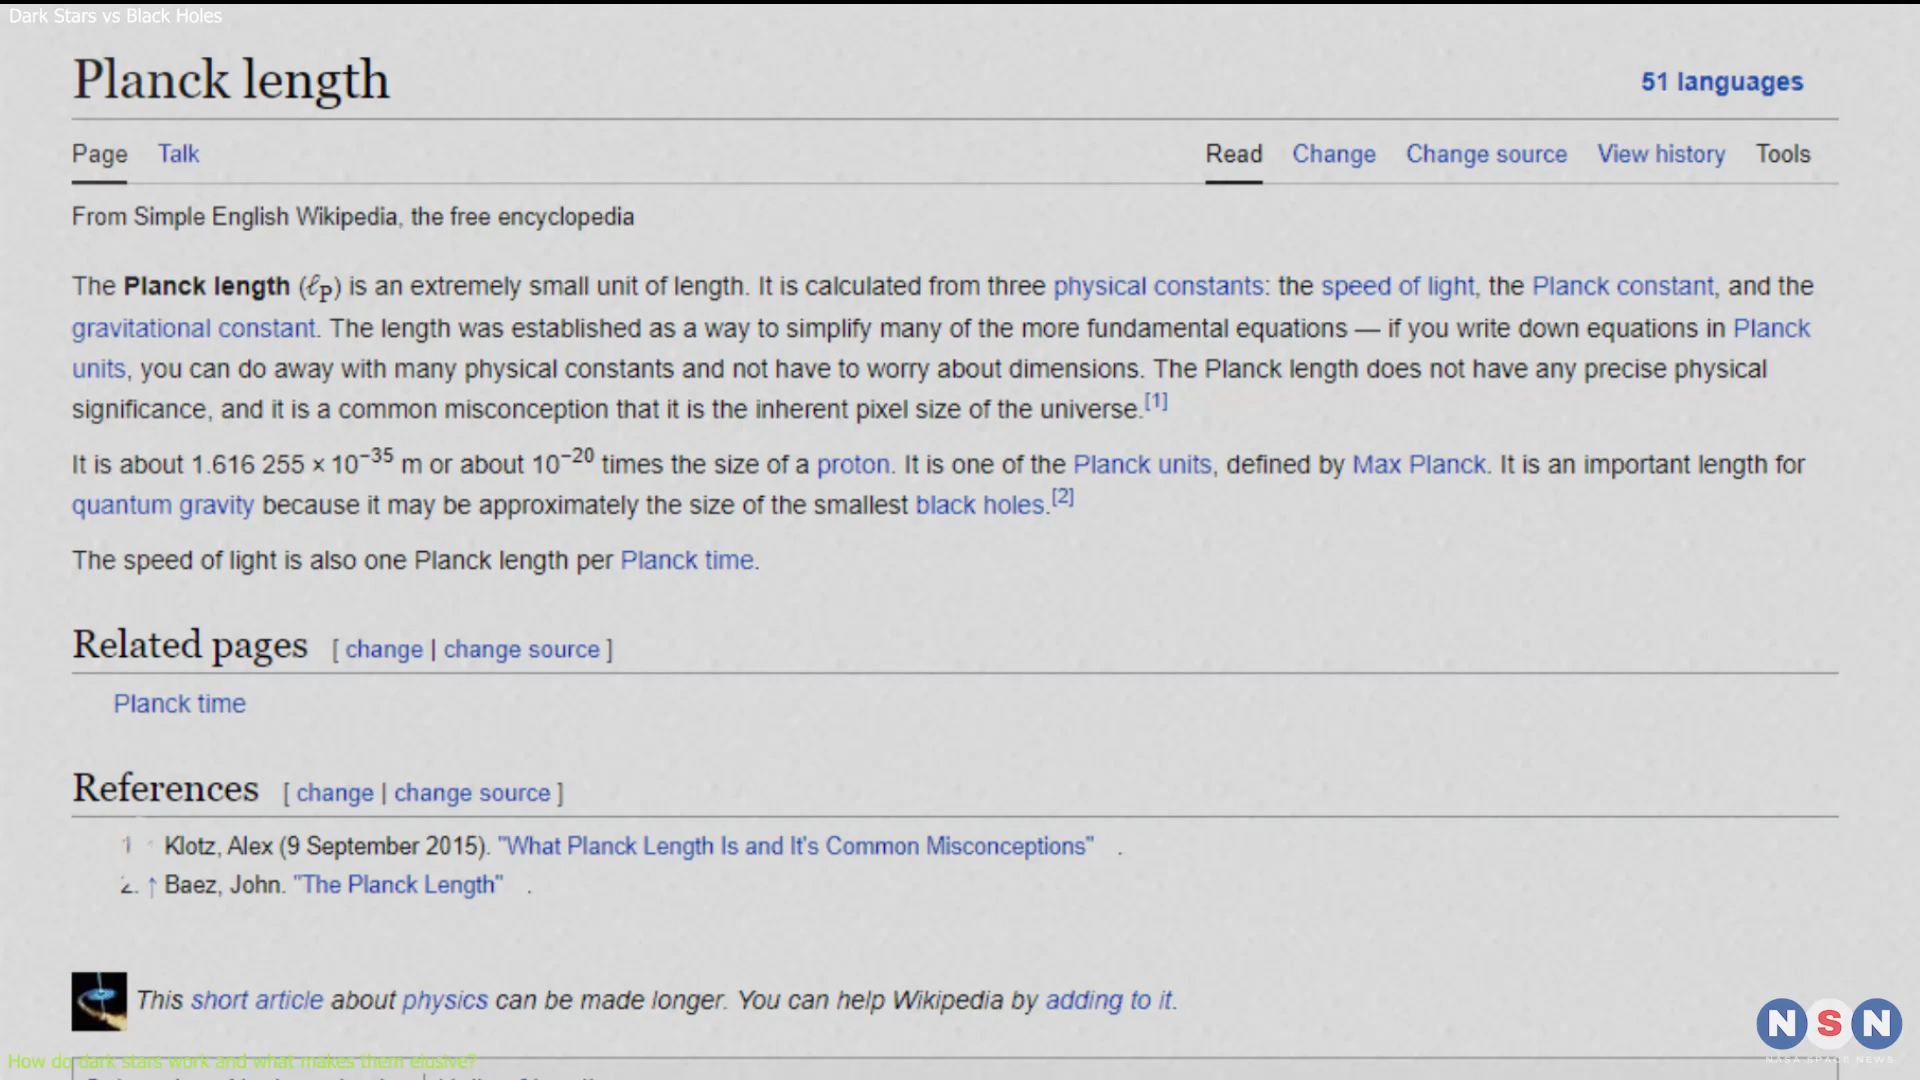 Dark Stars vs Black Holes
Planck length
51 languages
Page Talk Read Change Change source View history Tools
From Simple English Wikipedia, the free encyclopedia
The Planck length (ℓP) is an extremely small unit of length. It is calculated from three physical constants: the speed of light, the Planck constant, and the
gravitational constant. The length was established as a way to simplify many of the more fundamental equations — if you write down equations in Planck
units, you can do away with many physical constants and not have to worry about dimensions. The Planck length does not have any precise physical
significance, and it is a common misconception that it is the inherent pixel size of the universe.[1]
It is about 1.616 255 × 10⁻³⁵ m or about 10⁻²⁰ times the size of a proton. It is one of the Planck units, defined by Max Planck. It is an important length for
quantum gravity because it may be approximately the size of the smallest black holes.[2]
The speed of light is also one Planck length per Planck time.
Related pages [ change | change source ]
Planck time
References [ change | change source ]
1 Klotz, Alex (9 September 2015). "What Planck Length Is and It's Common Misconceptions" .
2. ↑ Baez, John. "The Planck Length" .
This short article about physics can be made longer. You can help Wikipedia by adding to it.
NSN
NASA SPACE NEWS
How do dark stars work and what makes them elusive?